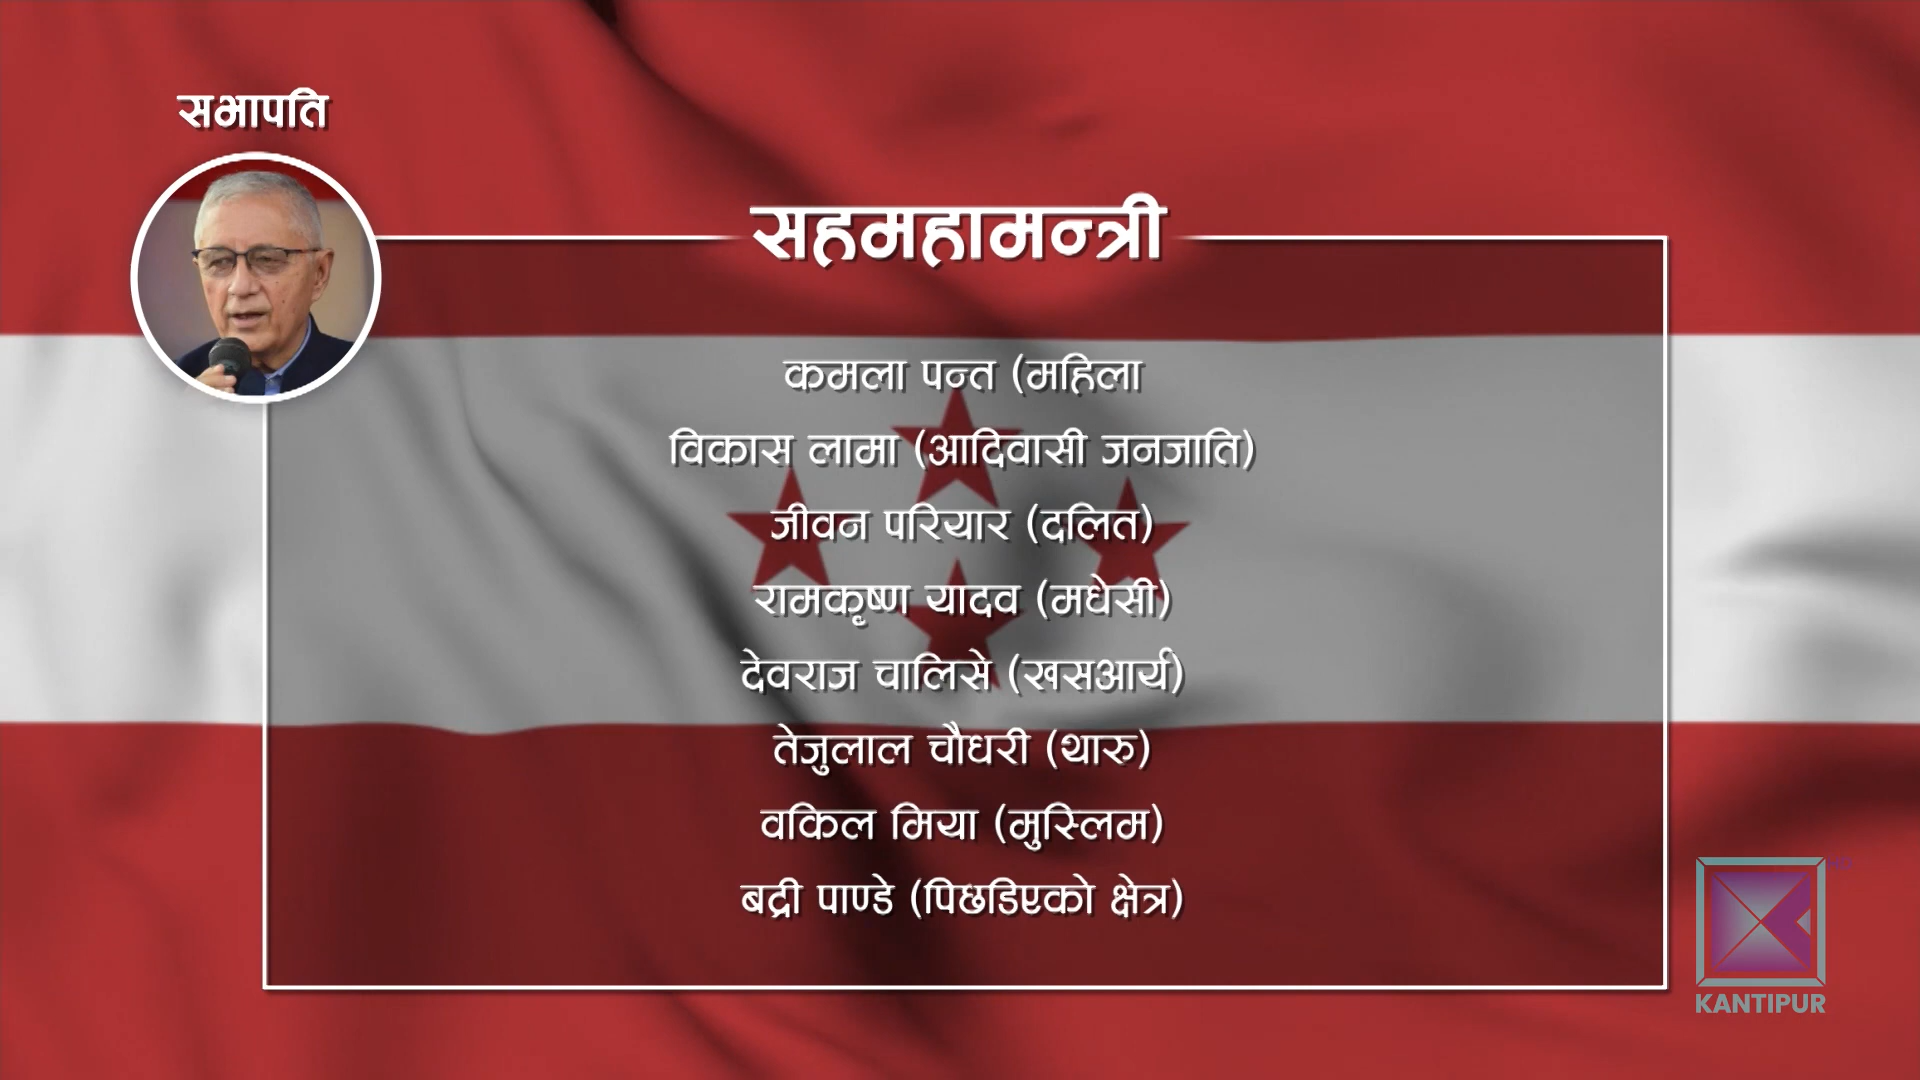 सभापति
सहमहामन्त्री
कमला पन्त (महिला
विकास लामा (आदिवासी जनजाति)
जीवन परियार (दलित)
रामकृष्ण यादव (मधेसी)
देवराज चालिसे (खसआर्य)
तेजुलाल चौधरी (थारु)
वकिल मिया (मुस्लिम)
बद्री पाण्डे (पिछडिएको क्षेत्र)
KANTIPUR